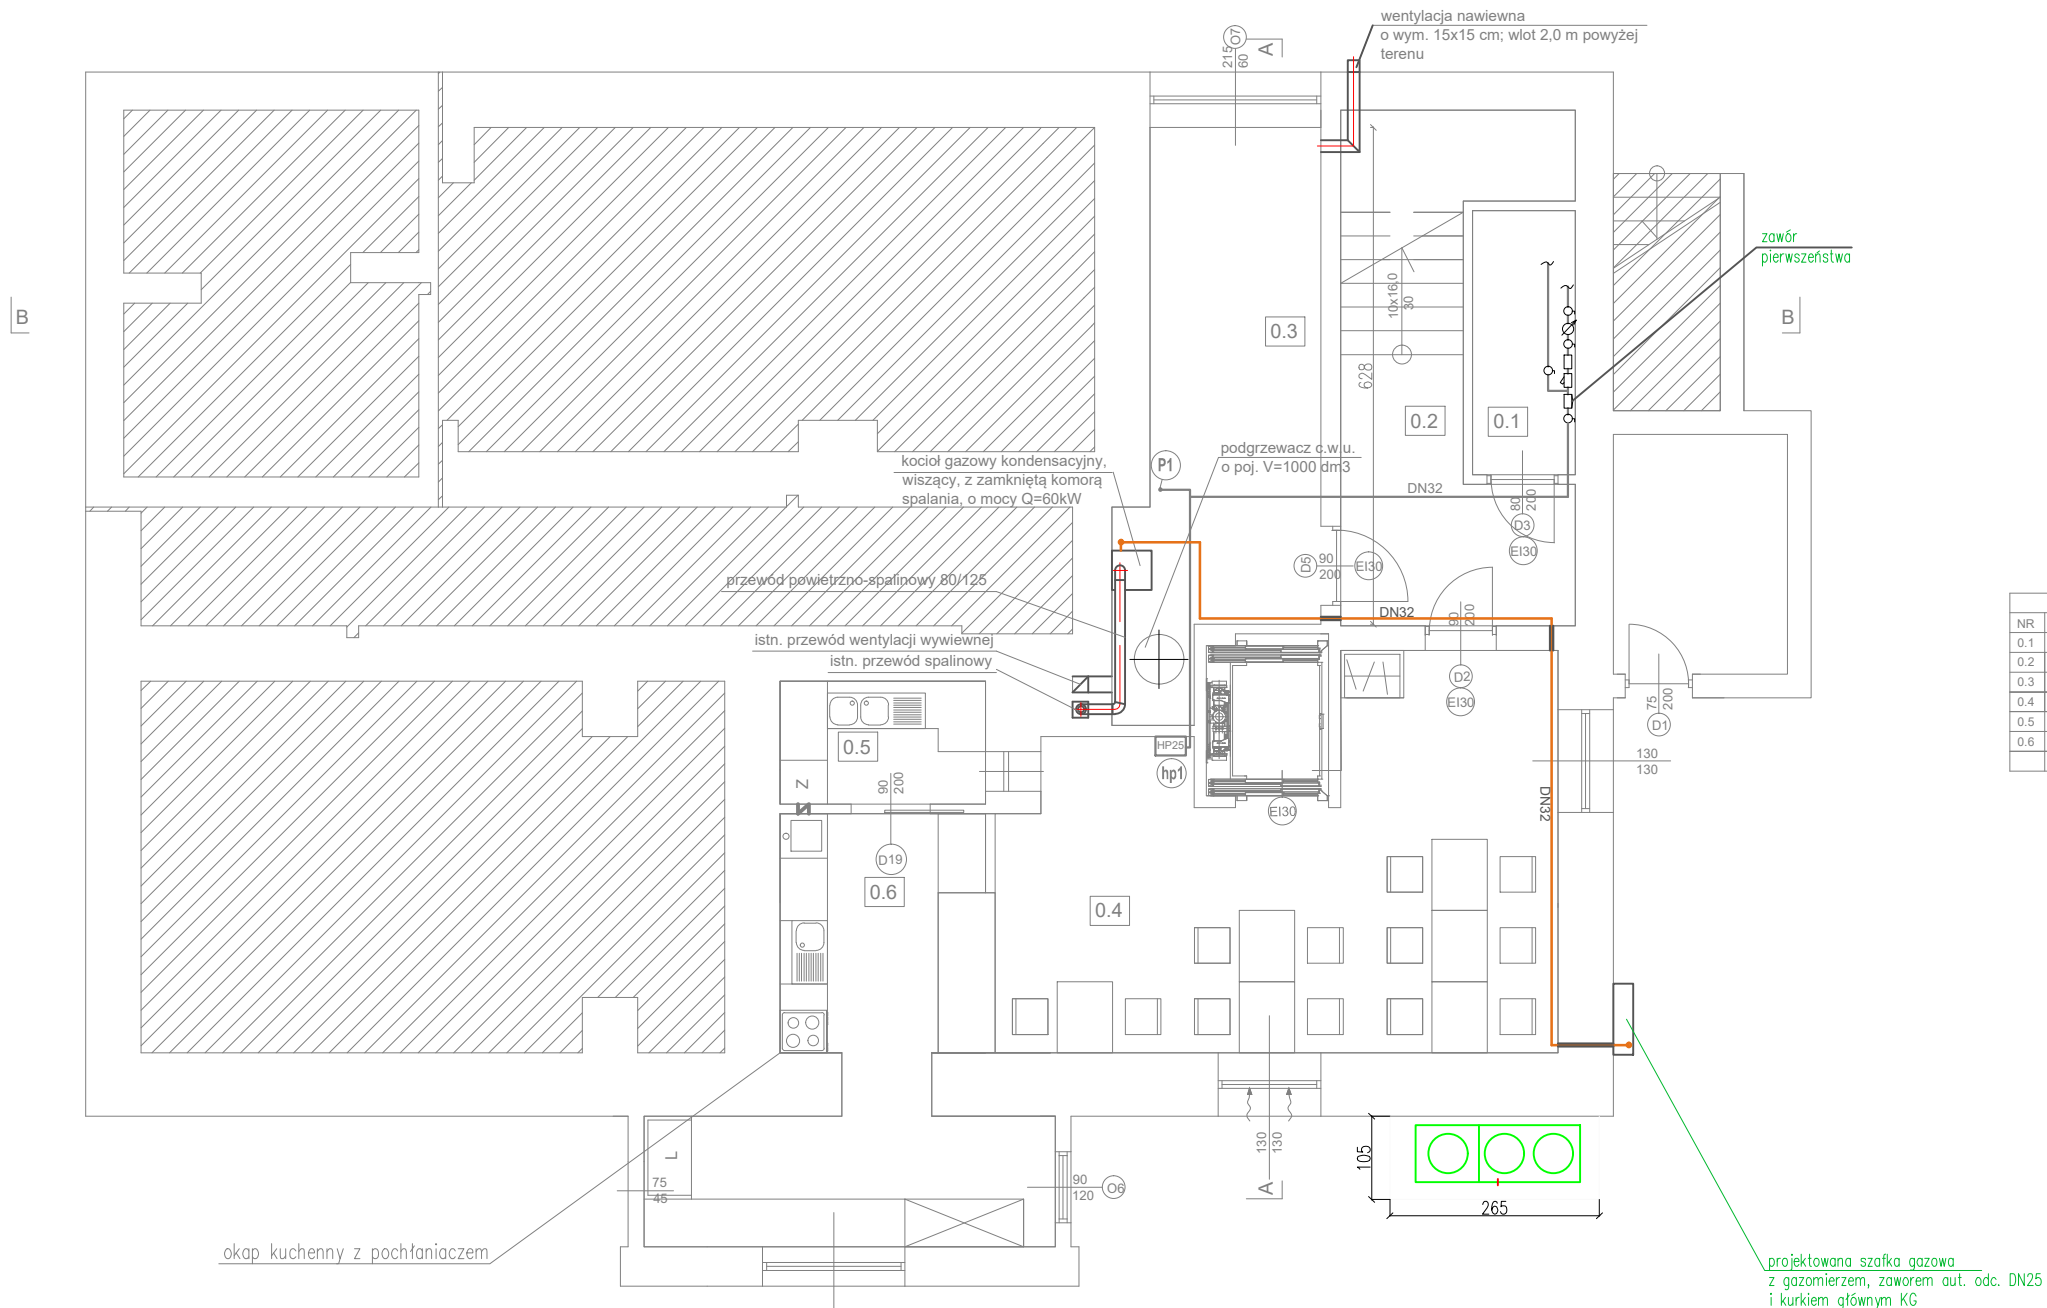 wentylacja nawiewna
o wym. 15x15 cm; wlot 2,0 m powyżej
terenu
O7
215
60
A
zawór
pierwszeństwa
B
B
10x16,0
30
0.3
628
0.2
0.1
kocioł gazowy kondensacyjny,
wiszący, z zamkniętą komorą
spalania, o mocy Q=60kW
podgrzewacz c.w.u.
o poj. V=1000 dm3
P1
DN32
80
200
D3
EI30
D5
90
200
EI30
przewód powietrzno-spalinowy 80/125
DN32
90
200
istn. przewód wentylacji wywiewnej
istn. przewód spalinowy
D2
EI30
75
200
D1
NR
0.1
0.2
0.3
0.4
0.5
0.6
0.5
HP25
hp1
130
130
Z
90
200
DN32
EI30
D19
0.6
0.4
L
75
45
90
120
O6
130
130
A
105
265
okap kuchenny z pochłaniaczem
projektowana szafka gazowa
z gazomierzem, zaworem aut. odc. DN25
i kurkiem głównym KG